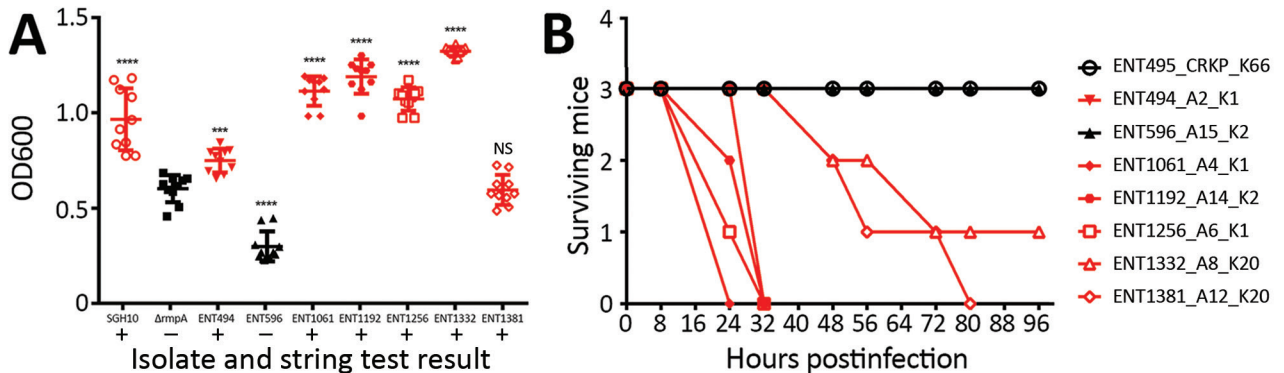 A
1.5
1.0
0.5
0
OD600
****
***
****
****
****
****
****
NS
SGH10 ΔrmpA ENT494 ENT596 ENT1061 ENT1192 ENT1256 ENT1332 ENT1381
+ − + − + + + + +
Isolate and string test result
B
4
3
2
1
0
Surviving mice
0 8 16 24 32 40 48 56 64 72 80 88 96
Hours postinfection
ENT495_CRKP_K66
ENT494_A2_K1
ENT596_A15_K2
ENT1061_A4_K1
ENT1192_A14_K2
ENT1256_A6_K1
ENT1332_A8_K20
ENT1381_A12_K20